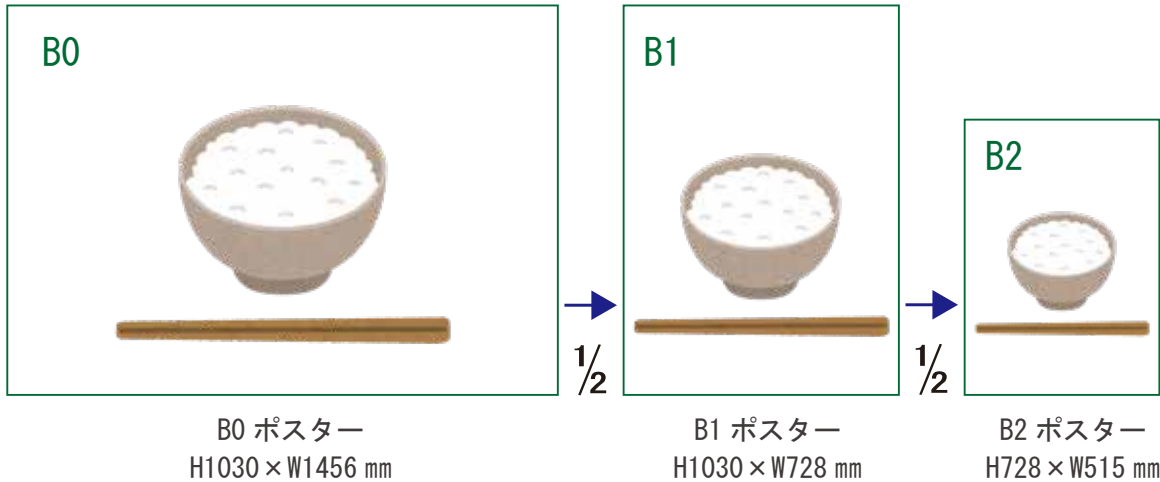 B0
B1
B2
1/2
1/2
B0 ポスター
H1030×W1456 mm
B1 ポスター
H1030×W728 mm
B2 ポスター
H728×W515 mm